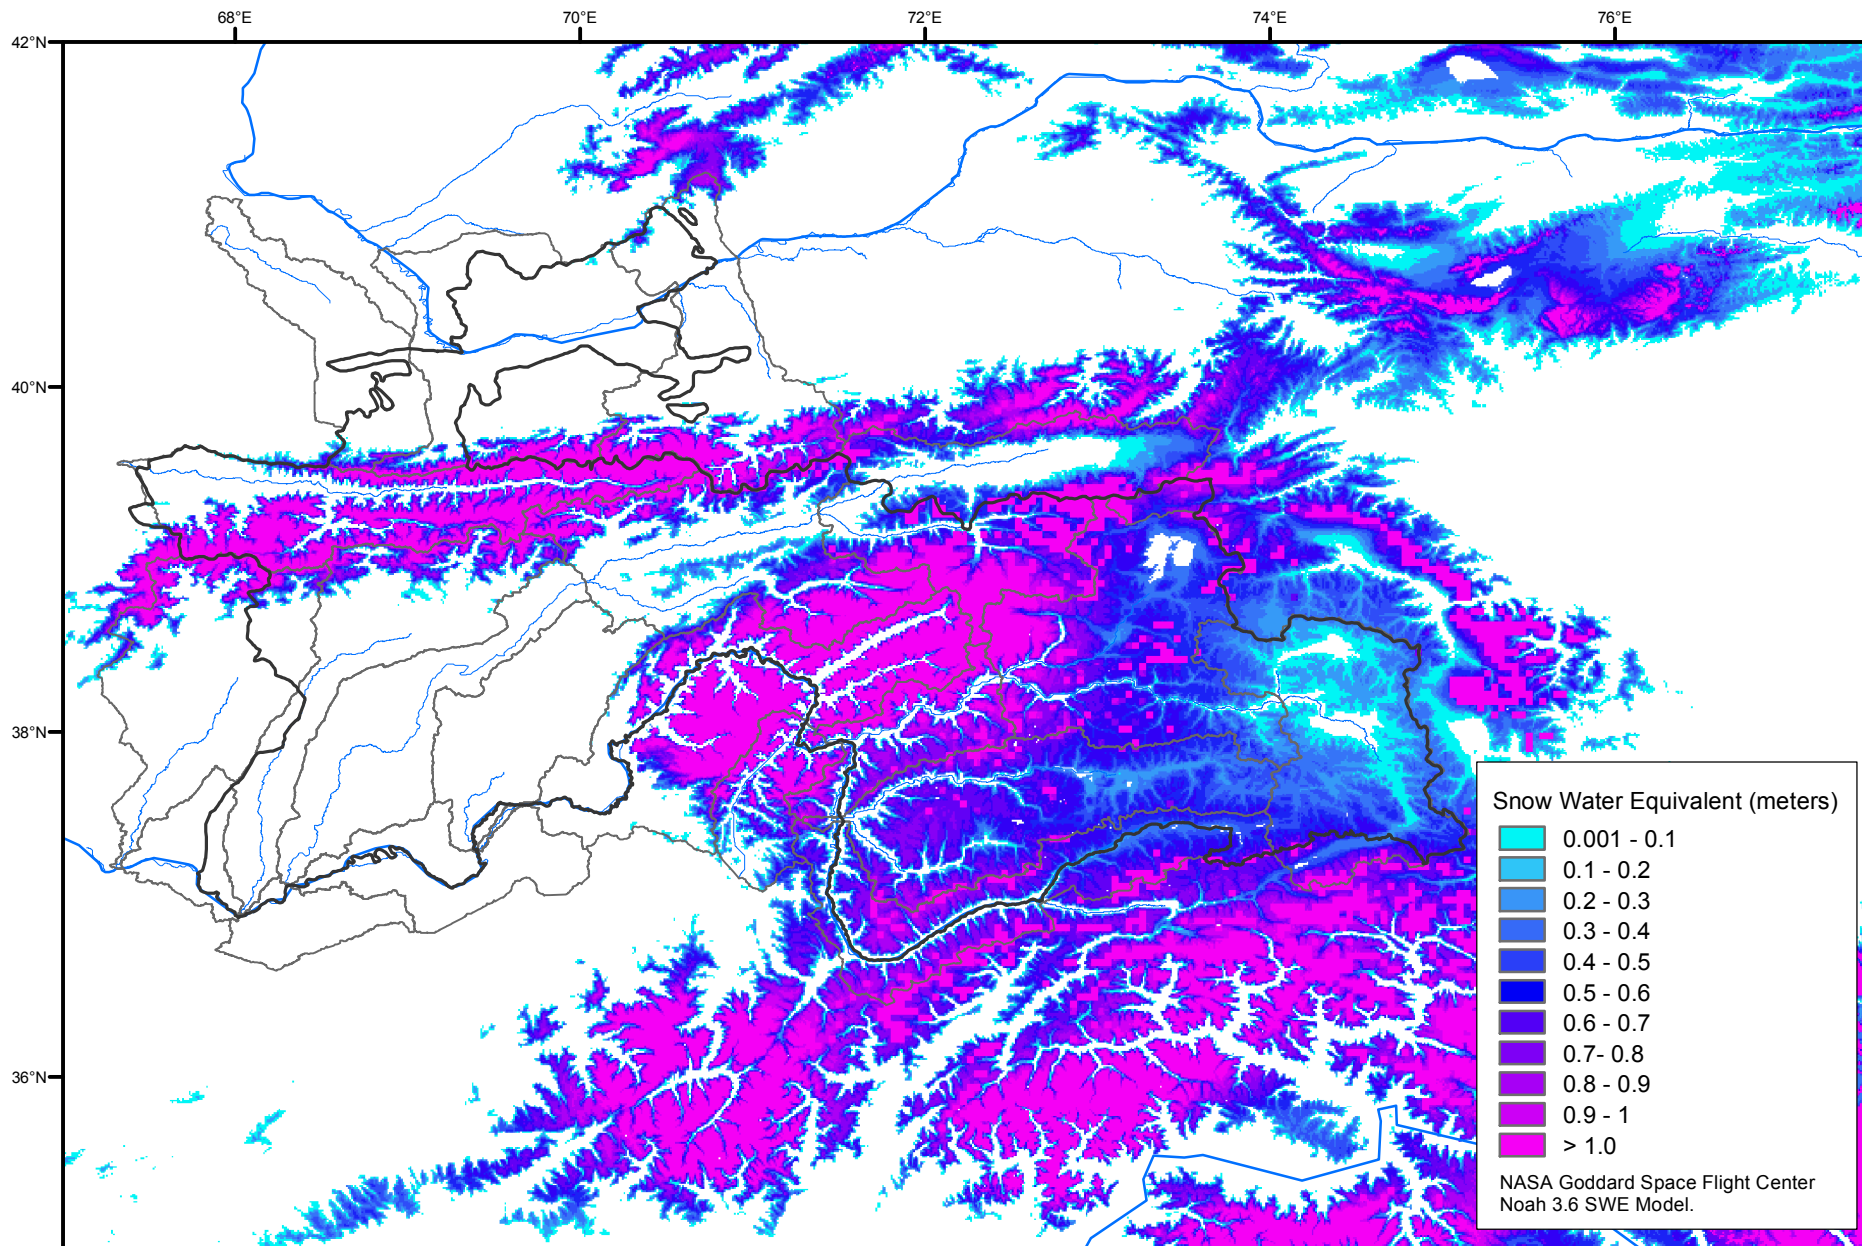 68°E
70°E
72°E
74°E
76°E
42°N
40°N
38°N
36°N
Snow Water Equivalent (meters)
0.001 - 0.1
0.1 - 0.2
0.2 - 0.3
0.3 - 0.4
0.4 - 0.5
0.5 - 0.6
0.6 - 0.7
0.7- 0.8
0.8 - 0.9
0.9 - 1
> 1.0
NASA Goddard Space Flight Center
Noah 3.6 SWE Model.